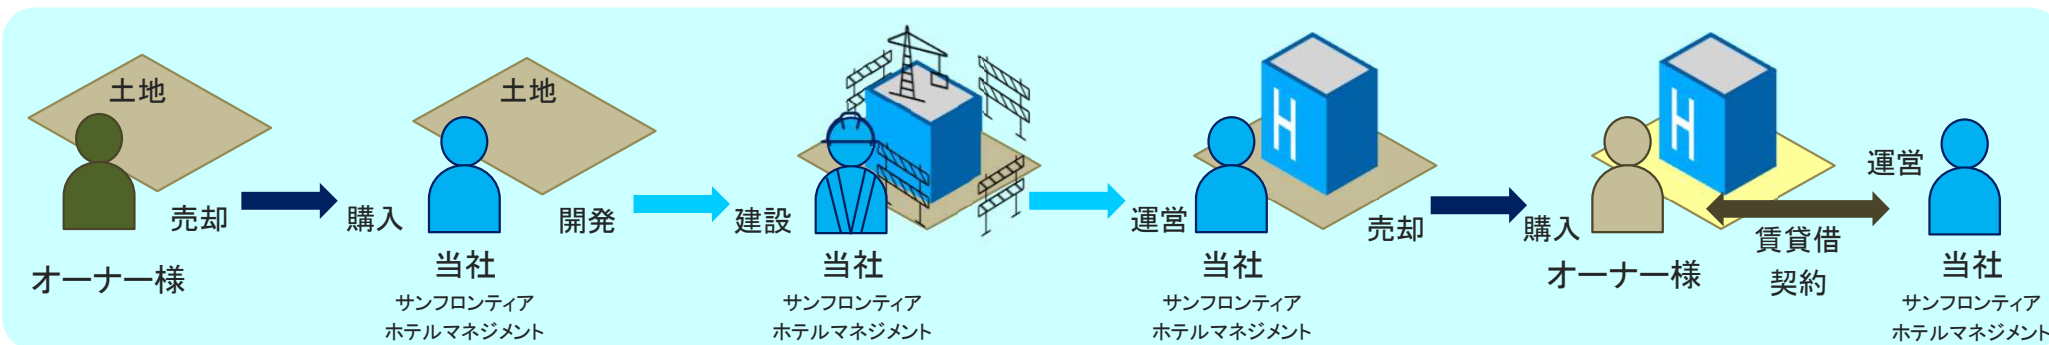 土地
売却
オーナー様
土地
購入
開発
当社
サンフロンティア
ホテルマネジメント
建設
当社
サンフロンティア
ホテルマネジメント
H
運営
売却
当社
サンフロンティア
ホテルマネジメント
H
購入
オーナー様
賃貸借
契約
運営
当社
サンフロンティア
ホテルマネジメント